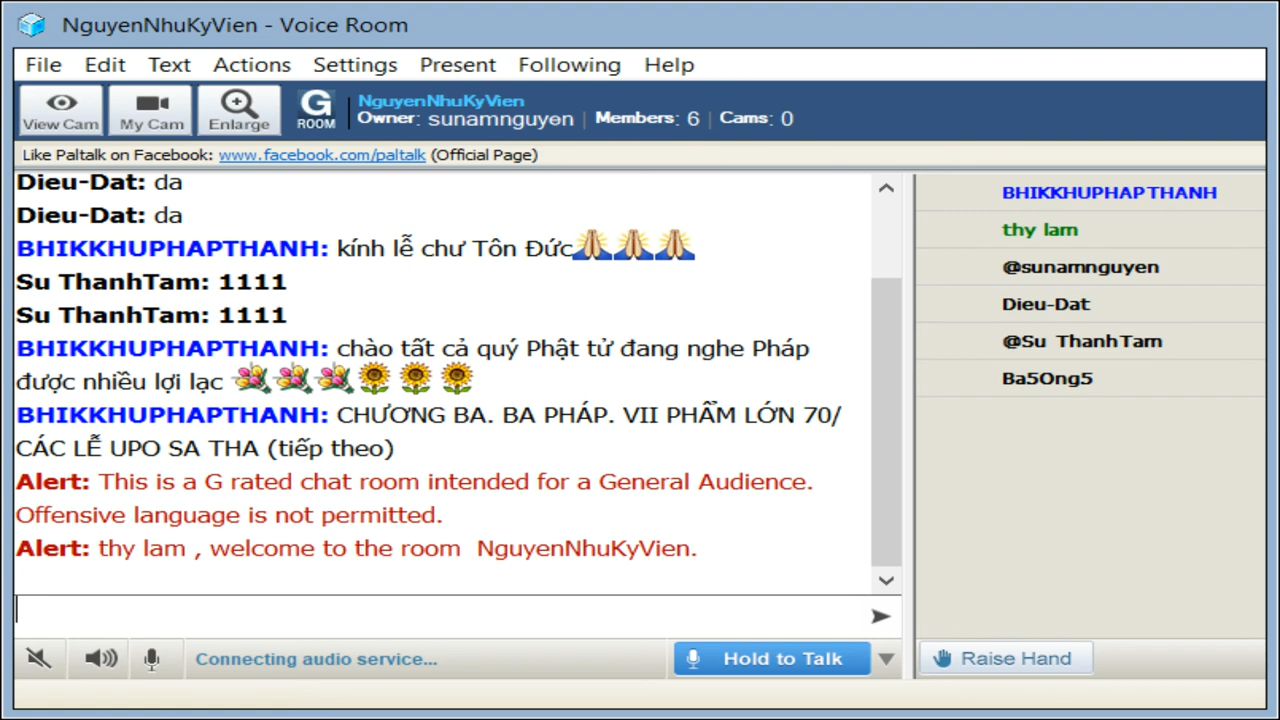 NguyenNhuKyVien - Voice Room
File Edit Text Actions Settings Present Following Help
View Cam My Cam Enlarge G ROOM NguyenNhuKyVien
Owner: sunamnguyen | Members: 6 | Cams: 0
Like Paltalk on Facebook: www.facebook.com/paltalk (Official Page)
Dieu-Dat: da
Dieu-Dat: da
BHIKKHUPHAPTHANH: kính lễ chư Tôn Đức🙏🙏🙏
Su ThanhTam: 1111
Su ThanhTam: 1111
BHIKKHUPHAPTHANH: chào tất cả quý Phật tử đang nghe Pháp
được nhiều lợi lạc 💐💐💐🌻🌻🌻
BHIKKHUPHAPTHANH: CHƯƠNG BA. BA PHÁP. VII PHẨM LỚN 70/
CÁC LỄ UPO SA THA (tiếp theo)
Alert: This is a G rated chat room intended for a General Audience.
Offensive language is not permitted.
Alert: thy lam , welcome to the room NguyenNhuKyVien.
BHIKKHUPHAPTHANH
thy lam
@sunamnguyen
Dieu-Dat
@Su ThanhTam
Ba5Ong5
Connecting audio service...
Hold to Talk
Raise Hand